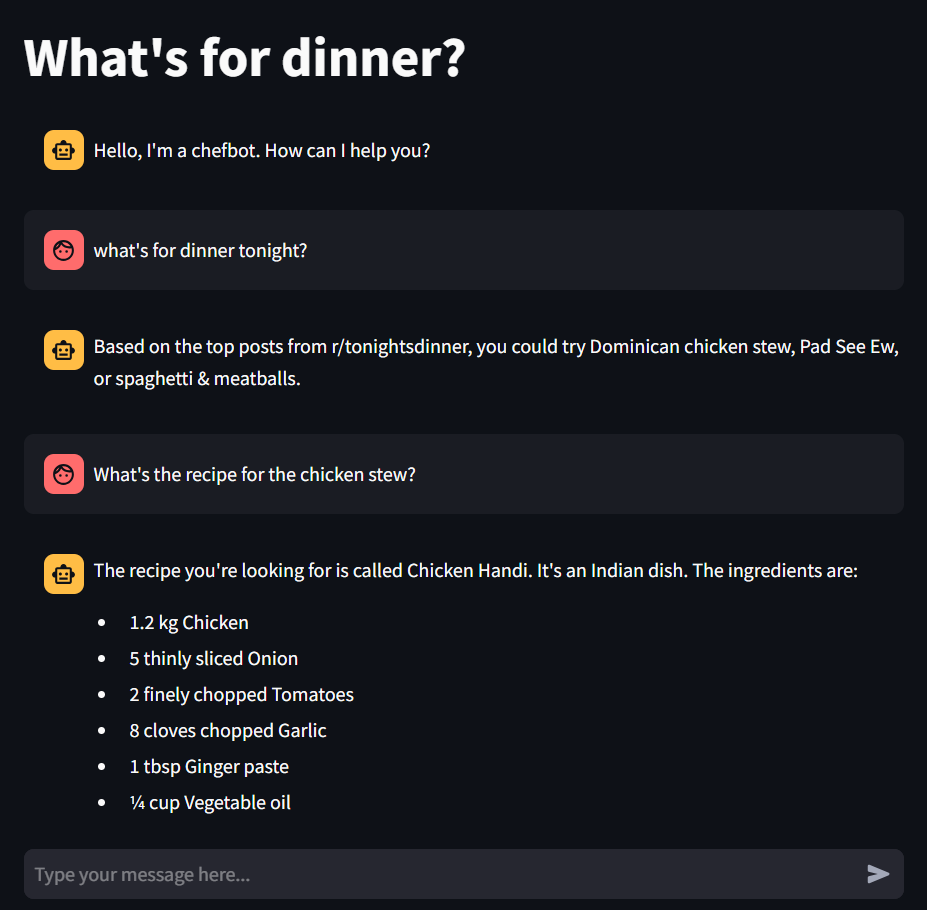 What's for dinner?
Hello, I'm a chefbot. How can I help you?
what's for dinner tonight?
Based on the top posts from r/tonightsdinner, you could try Dominican chicken stew, Pad See Ew,
or spaghetti & meatballs.
What's the recipe for the chicken stew?
The recipe you're looking for is called Chicken Handi. It's an Indian dish. The ingredients are:
• 1.2 kg Chicken
• 5 thinly sliced Onion
• 2 finely chopped Tomatoes
• 8 cloves chopped Garlic
• 1 tbsp Ginger paste
• ¼ cup Vegetable oil
Type your message here...